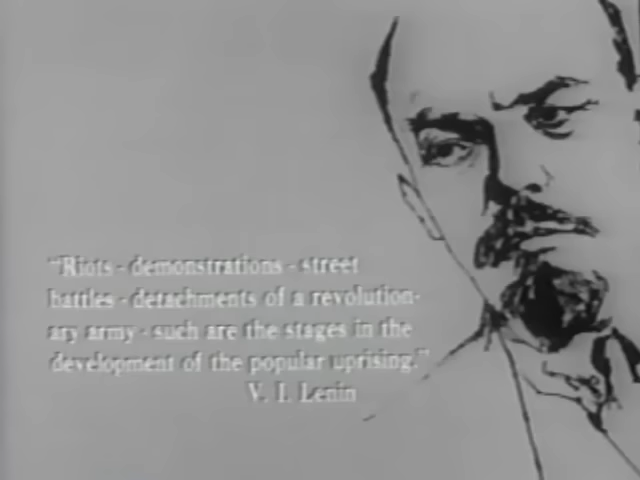 "Riots - demonstrations - street
battles - detachments of a revolution-
ary army - such are the stages in the
development of the popular uprising."
V. I. Lenin